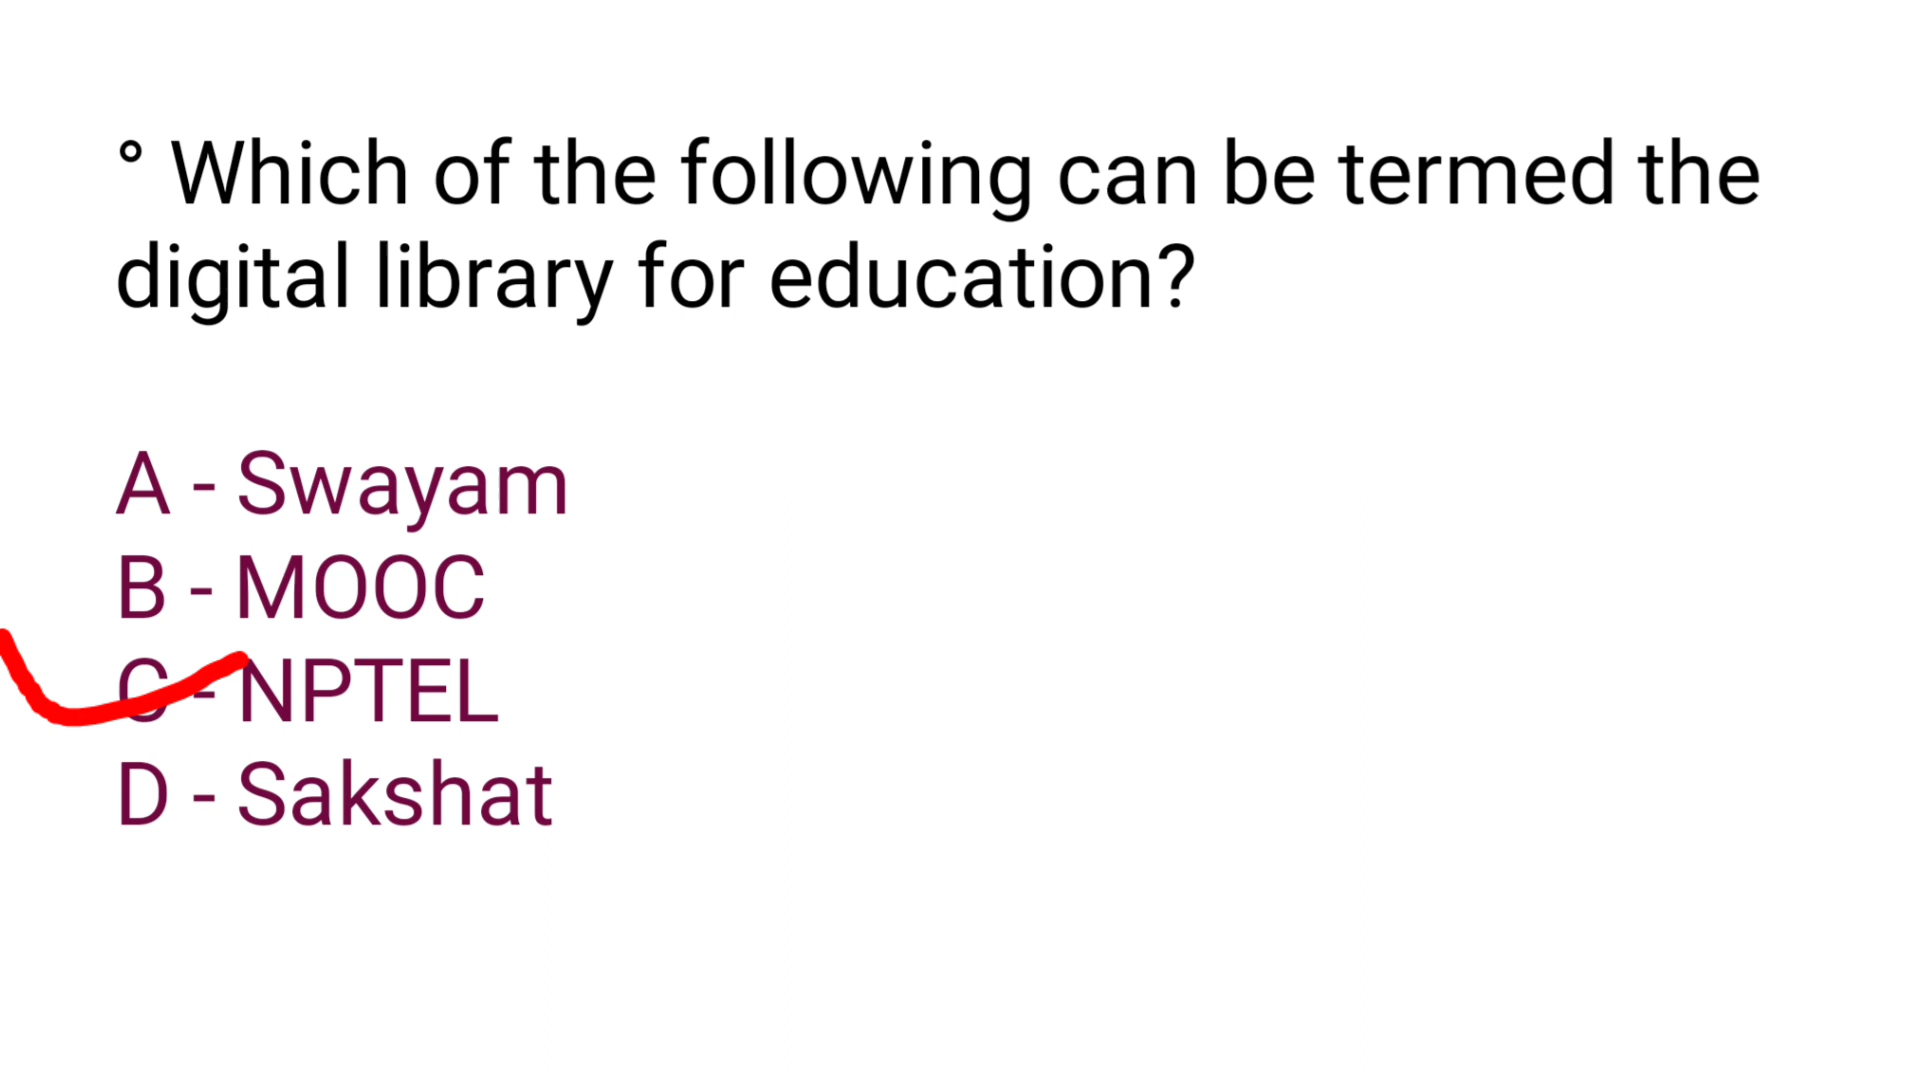 ° Which of the following can be termed the
digital library for education?
A - Swayam
B - MOOC
C - NPTEL
D - Sakshat